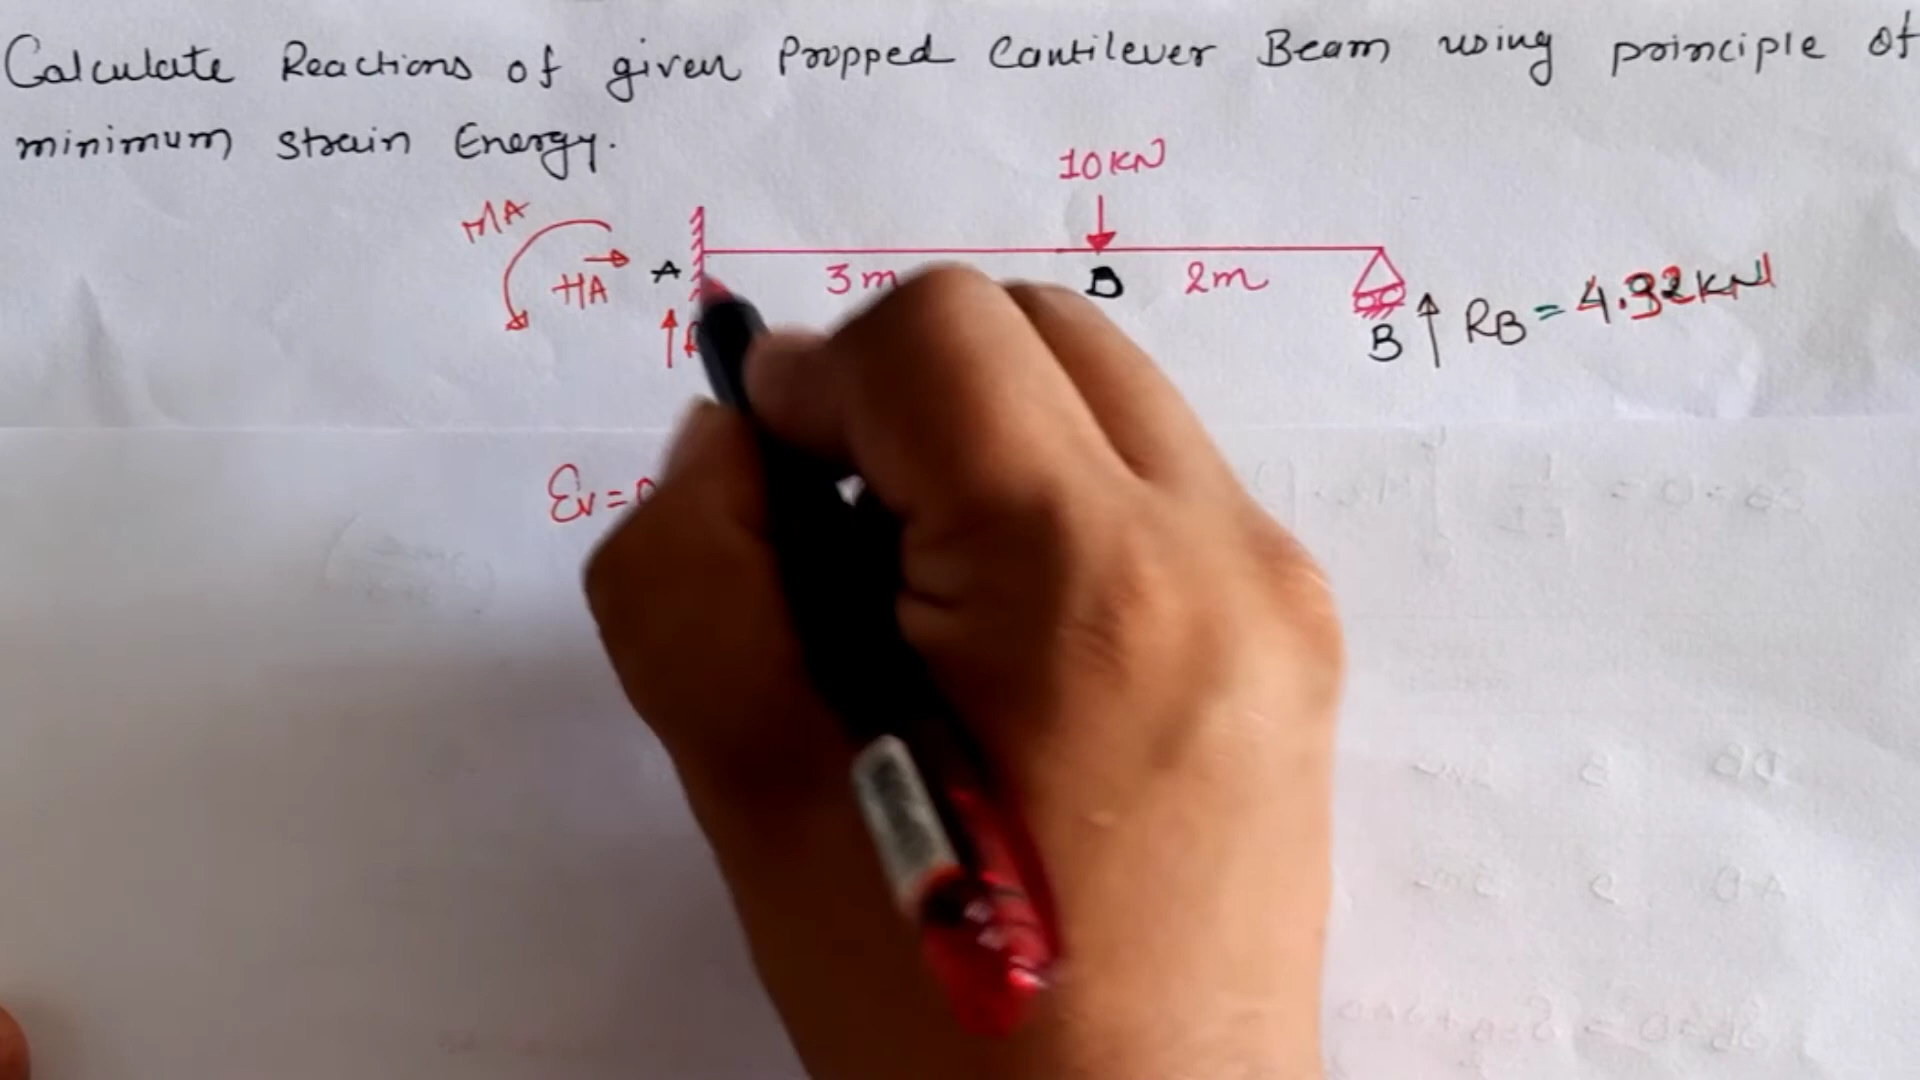 Calculate Reactions of given Propped Cantilever Beam using principle of
minimum strain Energy.
10KN
MA
HA
A
3m
D
2m
B
RB = 4.32KN
Ev=0